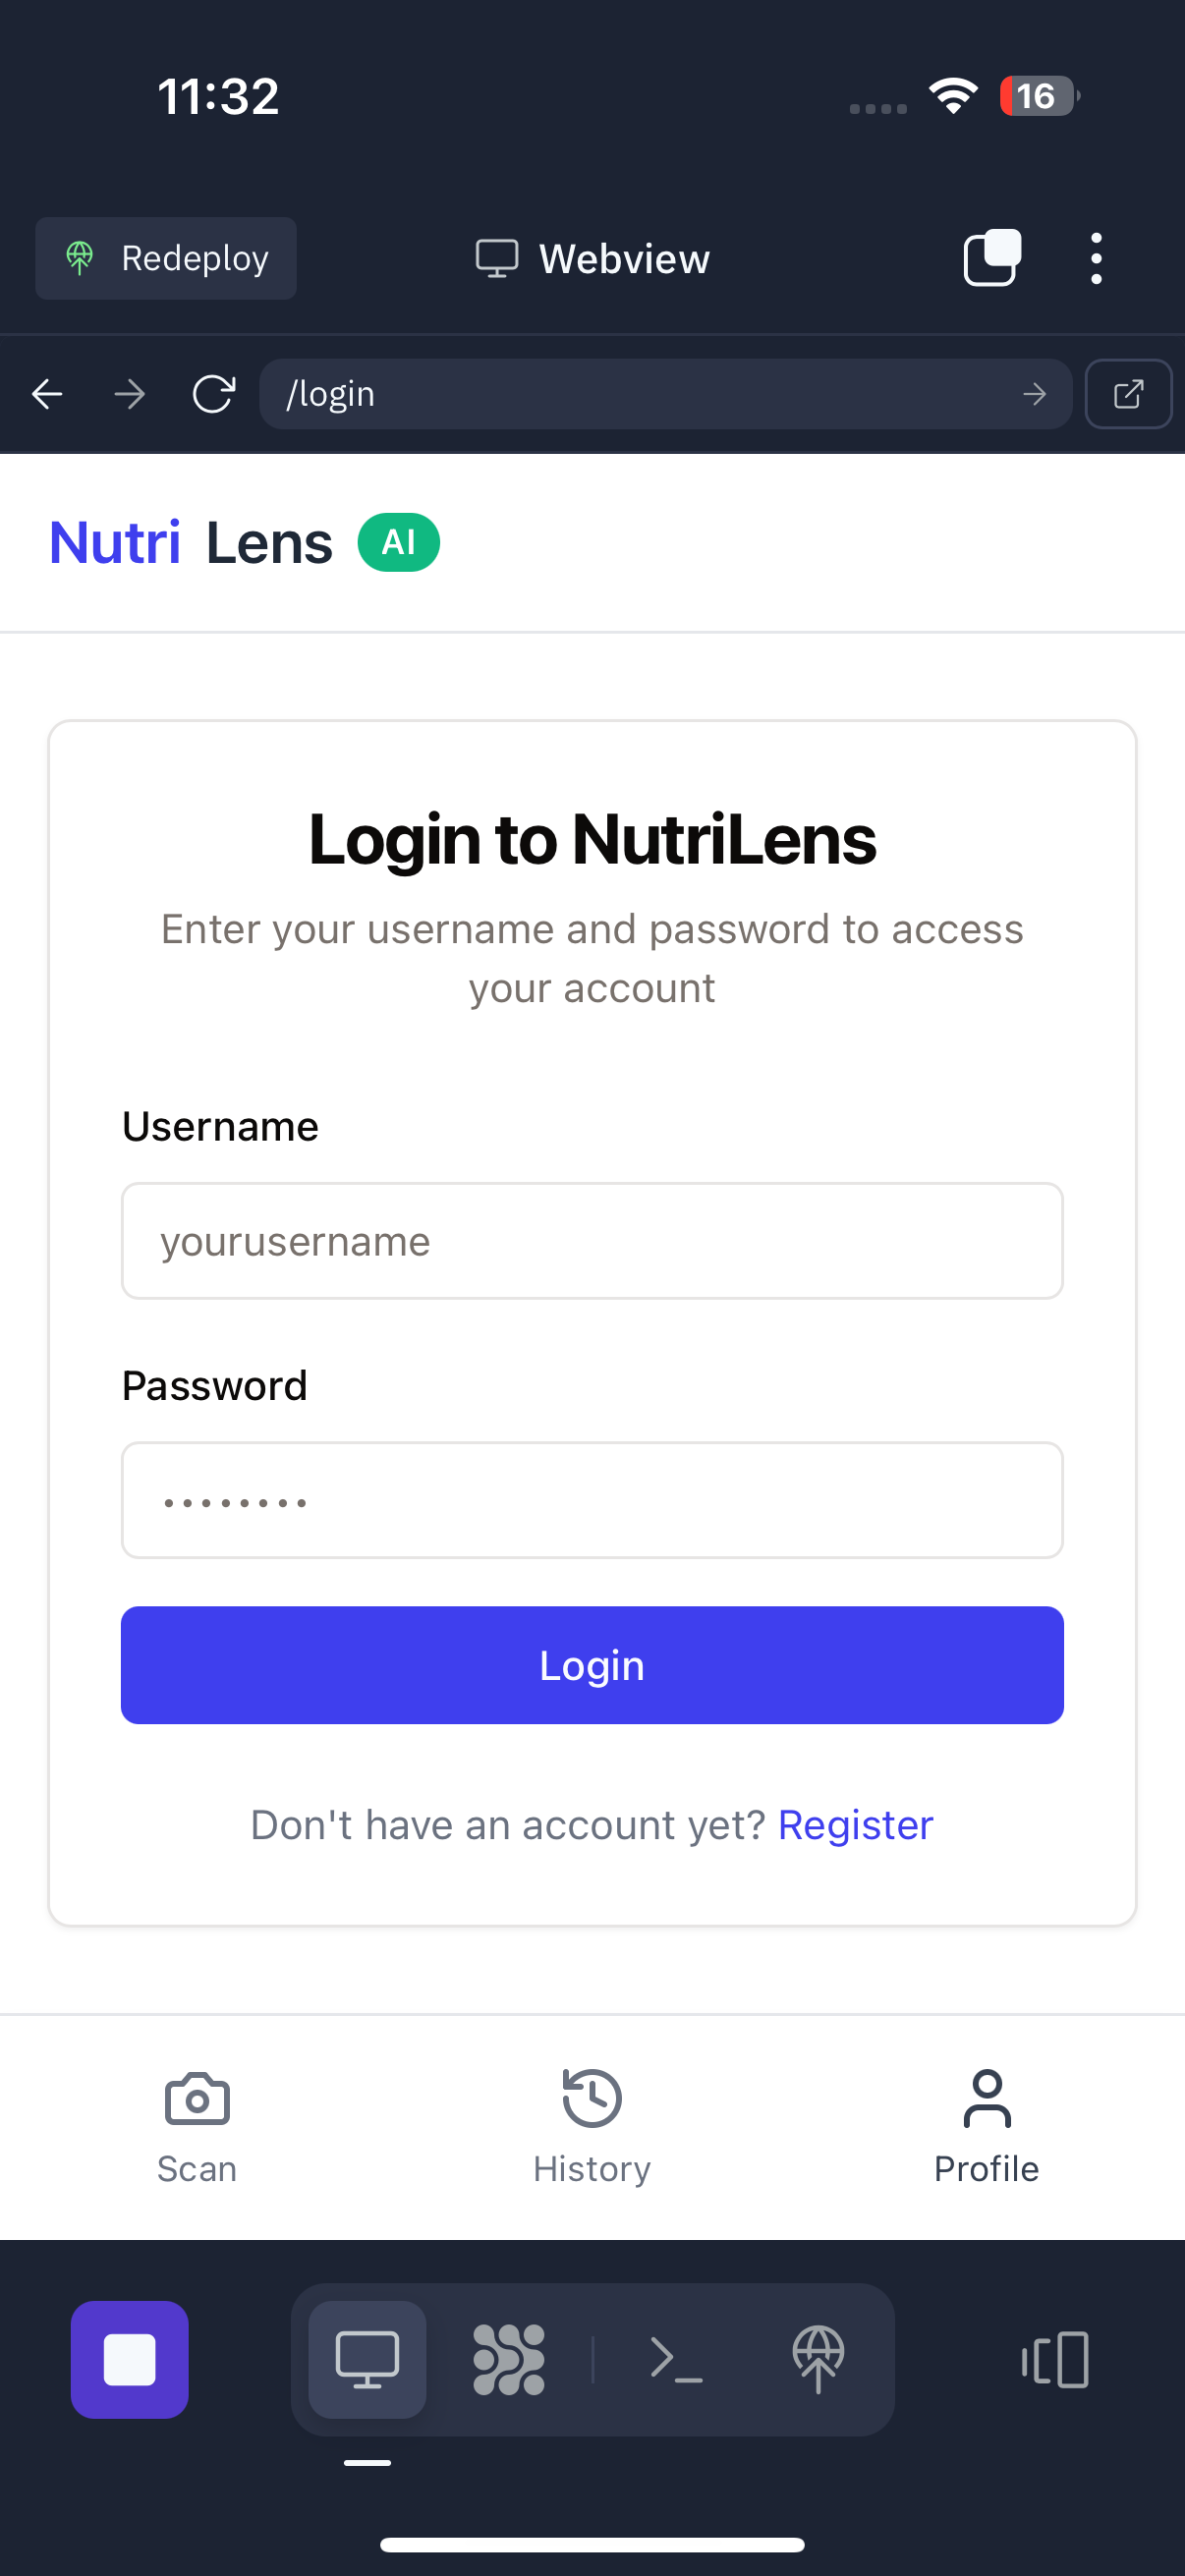 11:32
16
Redeploy
Webview
/login
Nutri Lens AI
Login to NutriLens
Enter your username and password to access
your account
Username
yourusername
Password
••••••••
Login
Don't have an account yet? Register
Scan
History
Profile